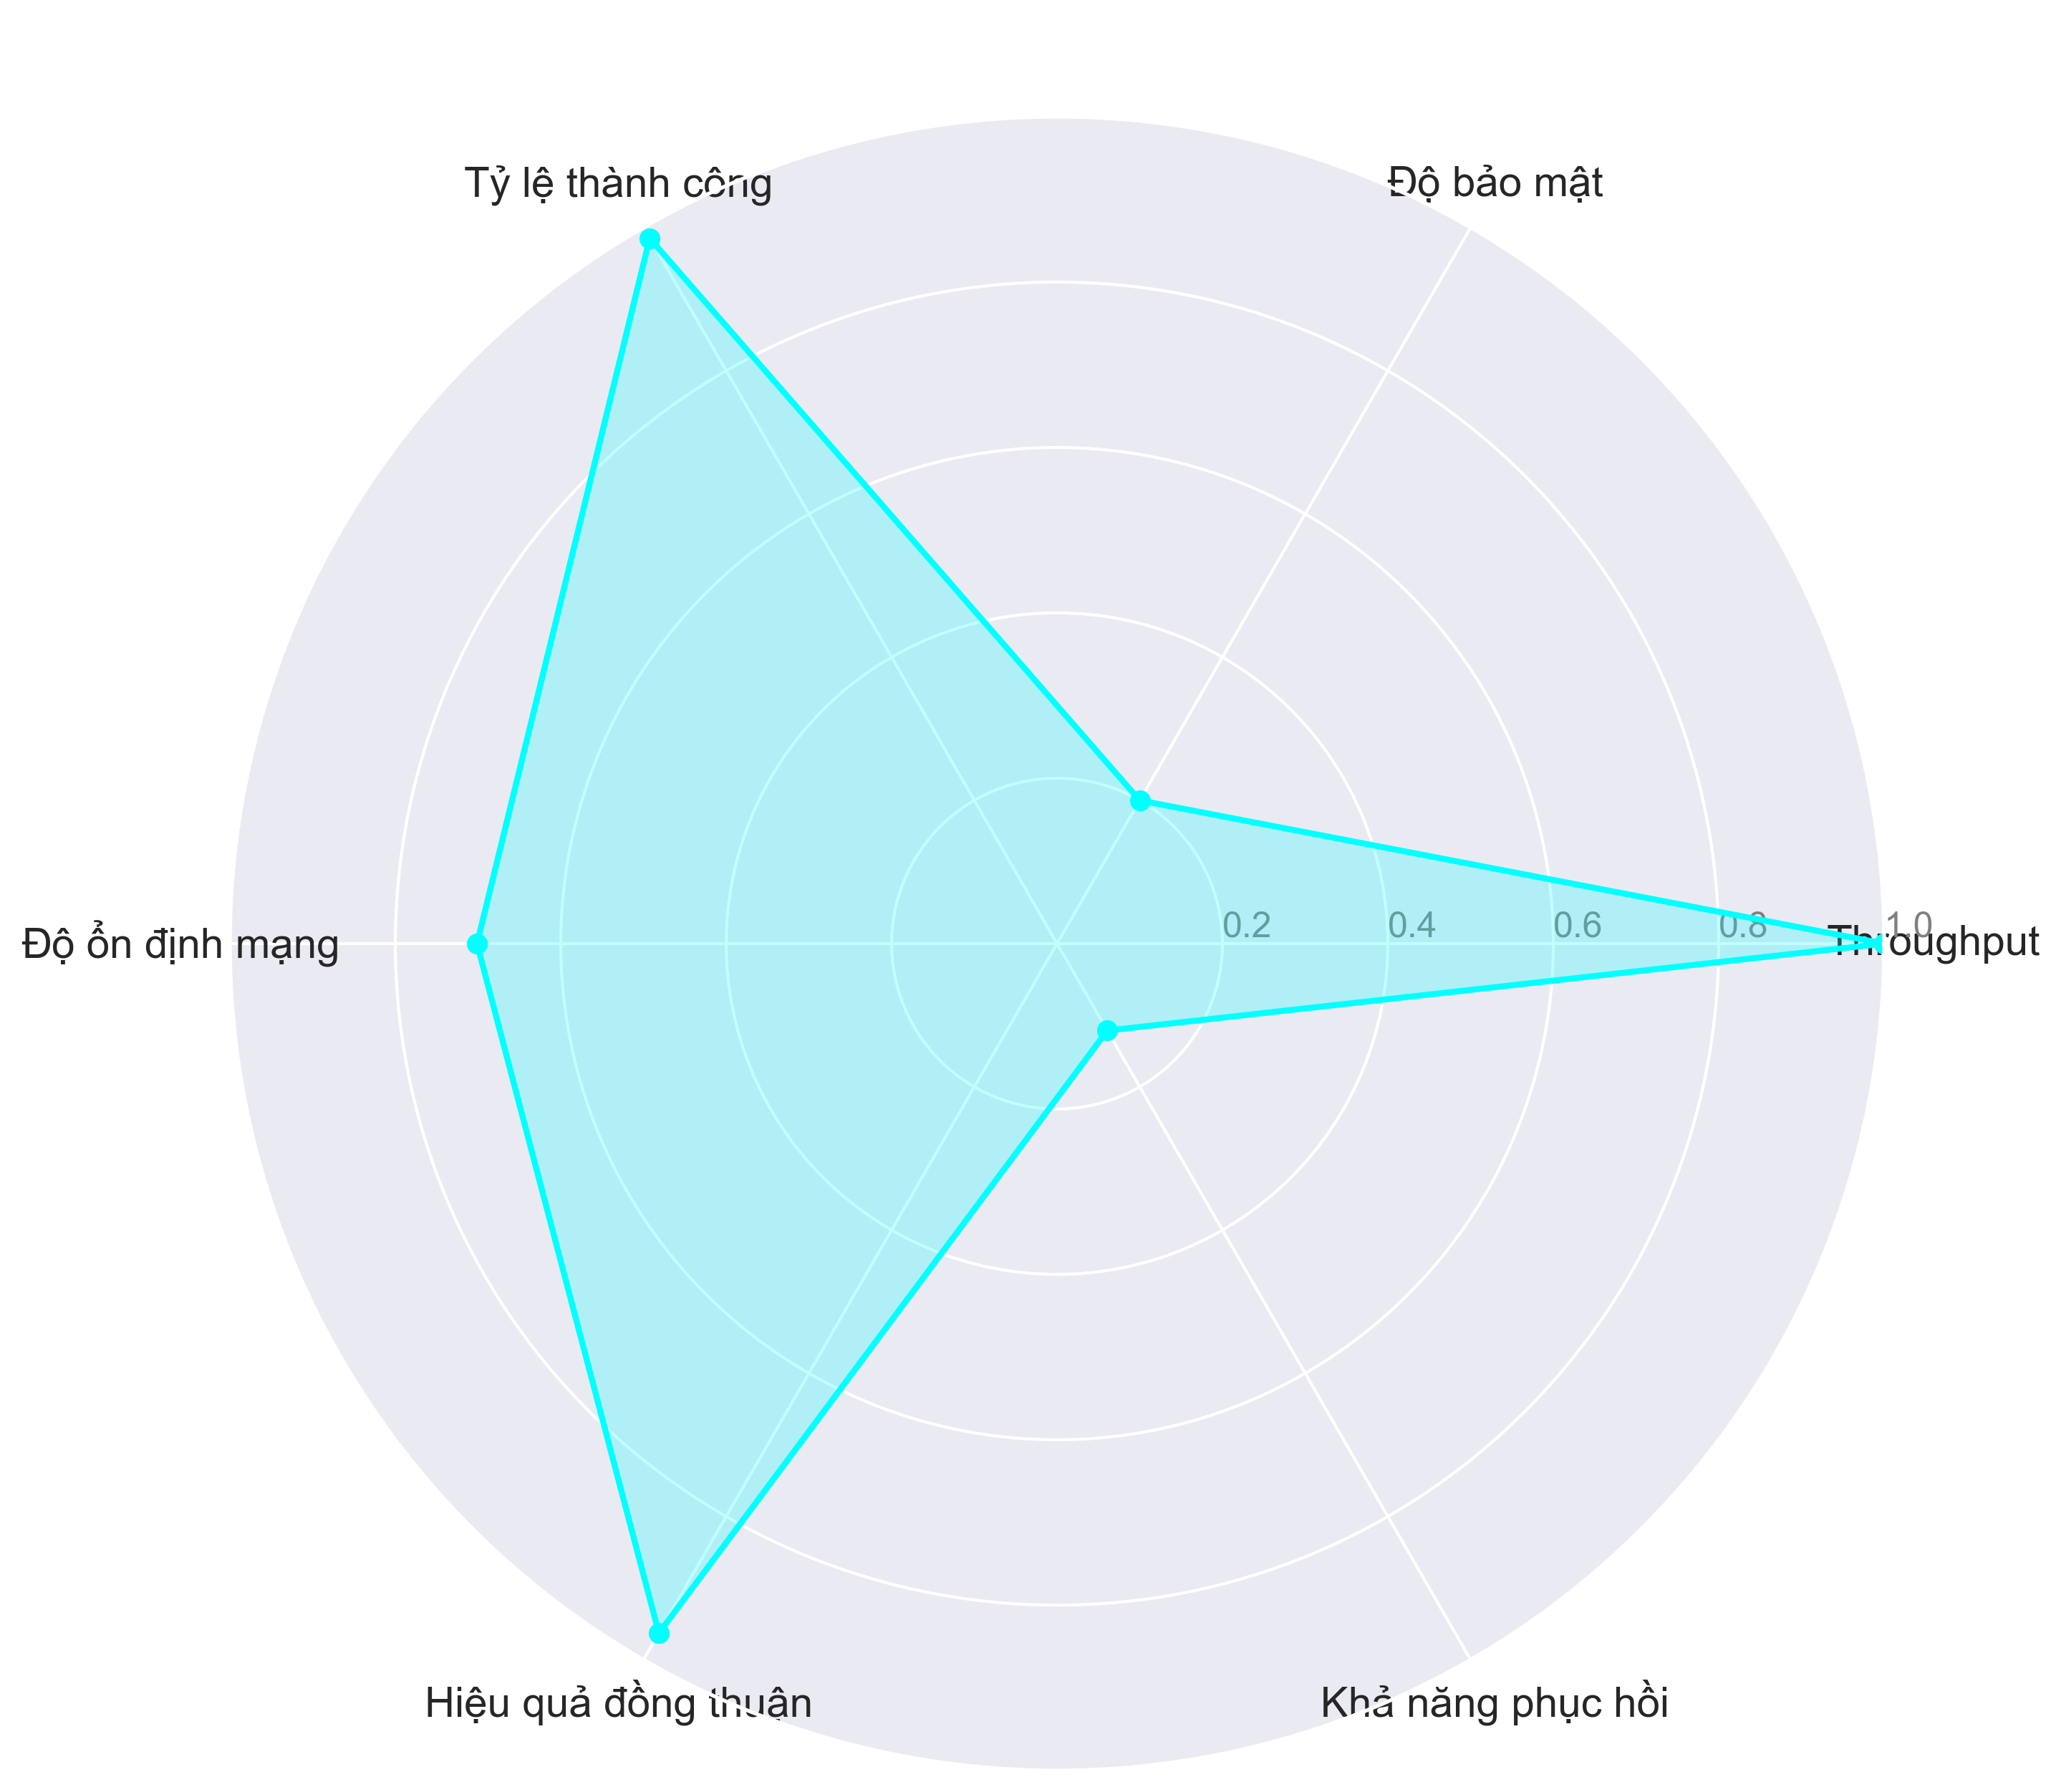 Tỷ lệ thành công
Độ bảo mật
Độ ổn định mạng
0.2
0.4
0.6
0.8
1.0
Throughput
Hiệu quả đồng thuận
Khả năng phục hồi